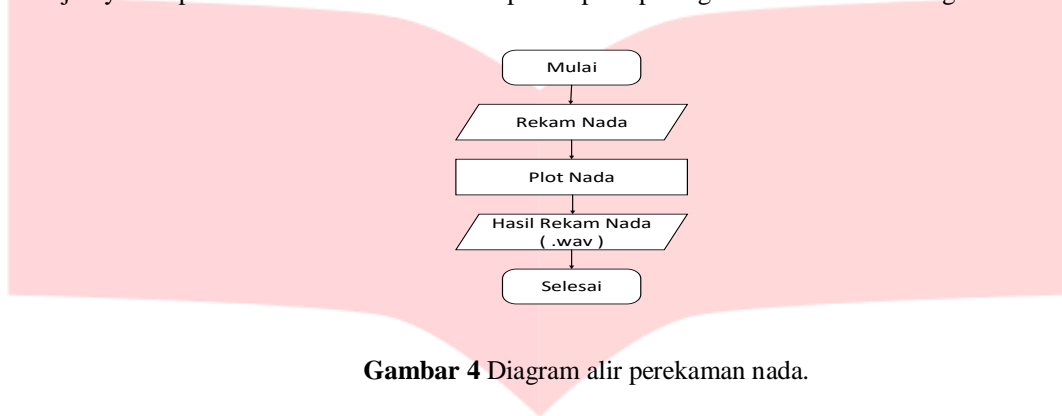 Mulai
Rekam Nada
Plot Nada
Hasil Rekam Nada
( .wav )
Selesai
Gambar 4 Diagram alir perekaman nada.